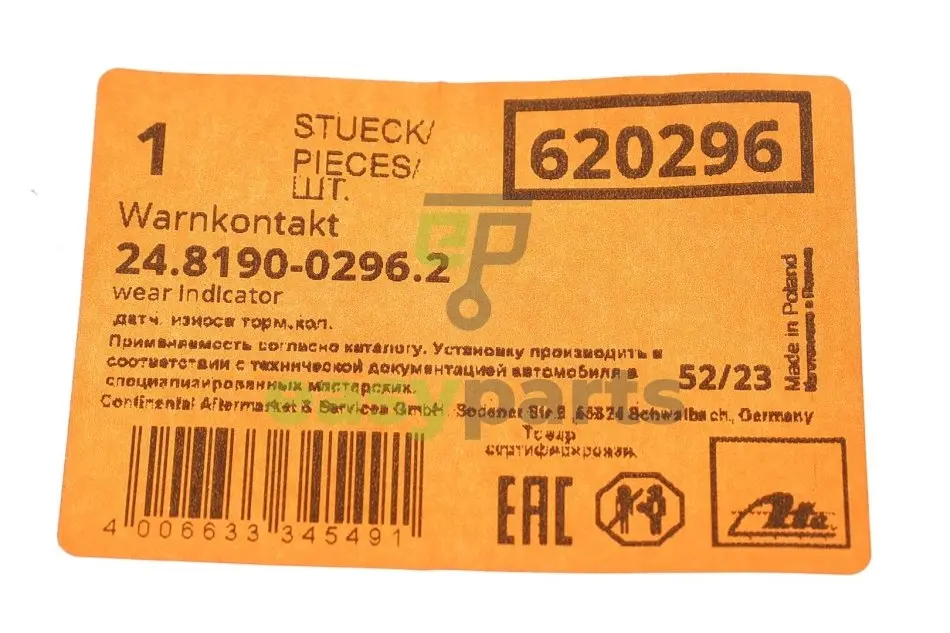 1
STUECK/
PIECES/
ШТ.
620296
Warnkontakt
24.8190-0296.2
wear indicator
датч. износа торм.кол.
Применяемость согласно каталогу. Установку производить в
соответствии с технической документацией автомобиля в
специализированных мастерских.
52/23
Made in Poland
Continental Aftermarket & Services GmbH, Sodener Str.9, 65824 Schwalbach, Germany
Товар
сертифицирован.
4 006633 345491
EAC
Ate
easyparts